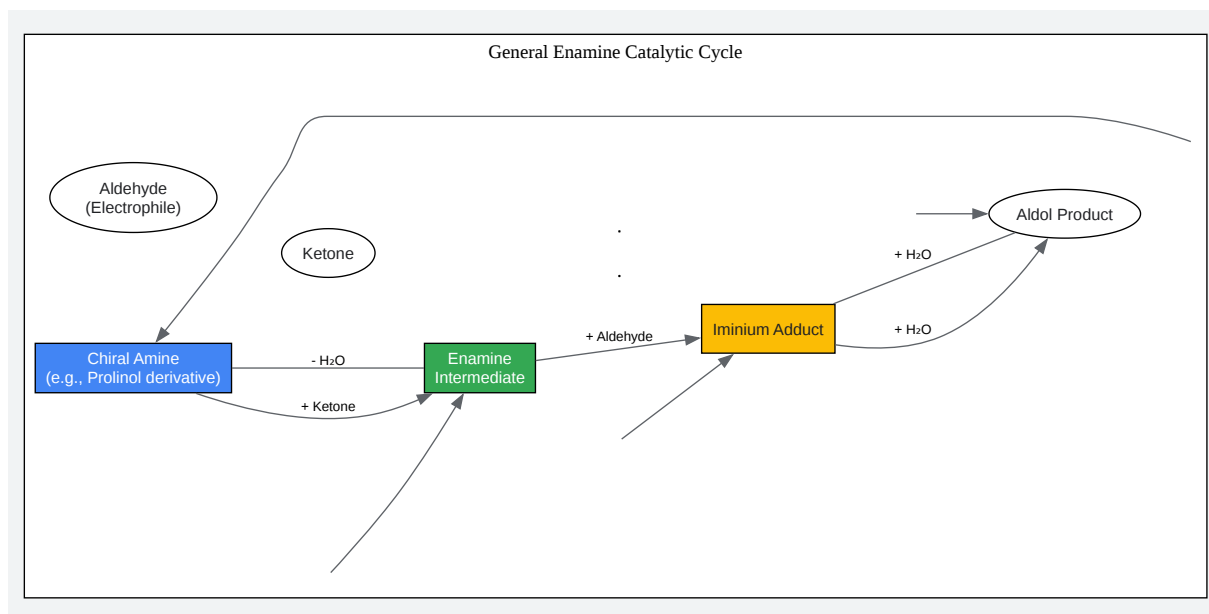 General Enamine Catalytic Cycle
Aldehyde
(Electrophile)
Ketone
Aldol Product
+ H₂O
+ H₂O
Iminium Adduct
+ Aldehyde
Chiral Amine
(e.g., Prolinol derivative)
- H₂O
+ Ketone
Enamine
Intermediate